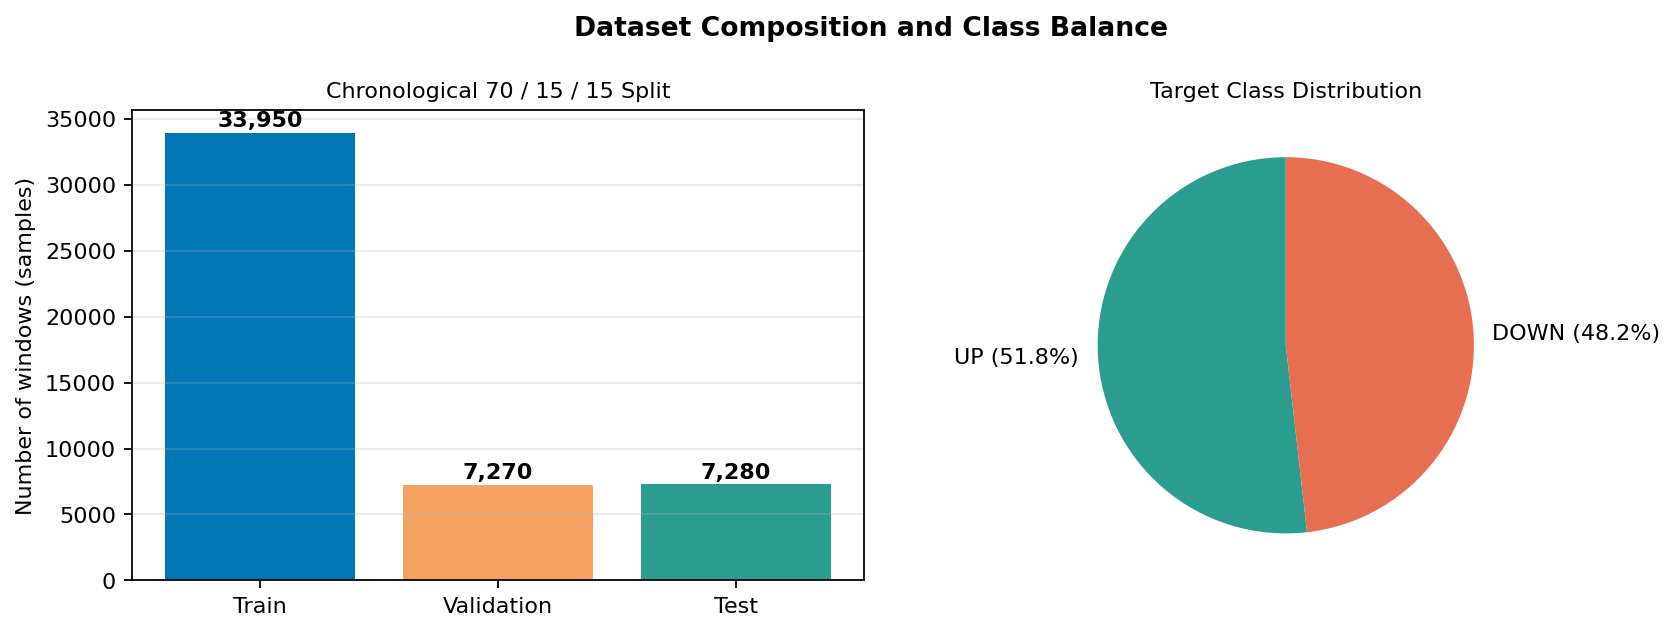 Dataset Composition and Class Balance
Chronological 70 / 15 / 15 Split
Number of windows (samples)
35000
30000
25000
20000
15000
10000
5000
0
33,950
7,270
7,280
Train
Validation
Test
Target Class Distribution
UP (51.8%)
DOWN (48.2%)